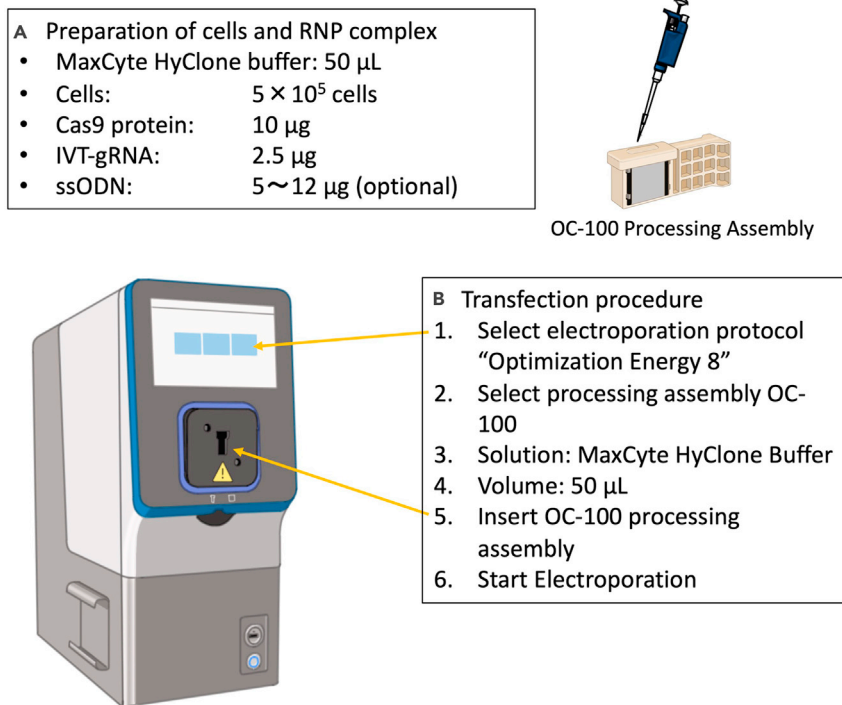 A Preparation of cells and RNP complex
• MaxCyte HyClone buffer: 50 µL
• Cells: 5 × 10⁵ cells
• Cas9 protein: 10 µg
• IVT-gRNA: 2.5 µg
• ssODN: 5～12 µg (optional)
OC-100 Processing Assembly
B Transfection procedure
1. Select electroporation protocol
“Optimization Energy 8”
2. Select processing assembly OC-
100
3. Solution: MaxCyte HyClone Buffer
4. Volume: 50 µL
5. Insert OC-100 processing
assembly
6. Start Electroporation